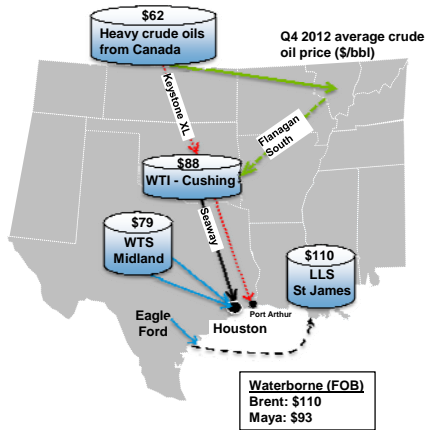 $62
Heavy crude oils
from Canada
Q4 2012 average crude
oil price ($/bbl)
Keystone XL
Flanagan
South
$88
WTI - Cushing
Seaway
$79
WTS
Midland
$110
LLS
St James
Eagle
Ford
Port Arthur
Houston
Waterborne (FOB)
Brent: $110
Maya: $93